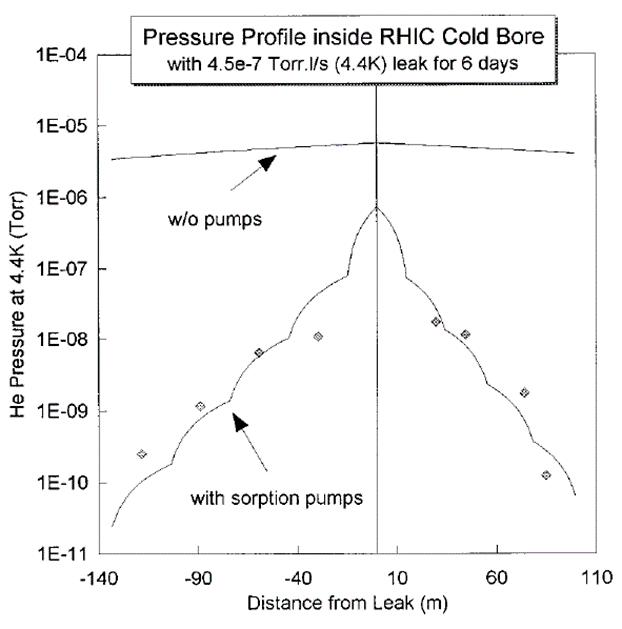 Pressure Profile inside RHIC Cold Bore
with 4.5e-7 Torr.l/s (4.4K) leak for 6 days
1E-04
1E-05
1E-06
1E-07
1E-08
1E-09
1E-10
1E-11
He Pressure at 4.4K (Torr)
w/o pumps
with sorption pumps
-140
-90
-40
10
60
110
Distance from Leak (m)